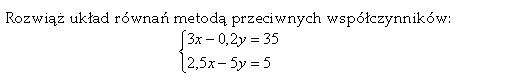 Rozwiąż układ równań metodą przeciwnych współczynników:
3x − 0,2y = 35
2,5x − 5y = 5